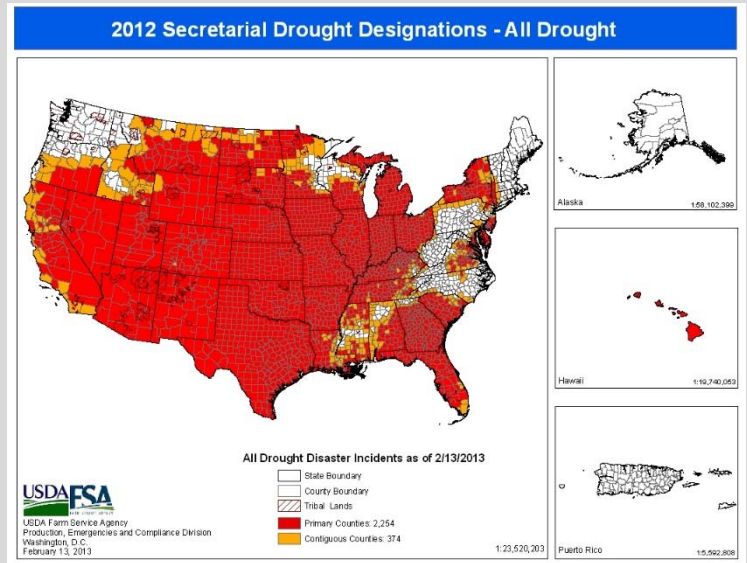 2012 Secretarial Drought Designations - All Drought
Alaska
1:58,102,399
Hawaii
1:19,740,053
All Drought Disaster Incidents as of 2/13/2013
State Boundary
County Boundary
Tribal Lands
Primary Counties: 2,254
Contiguous Counties: 374
USDA FSA
USDA Farm Service Agency
Production, Emergencies and Compliance Division
Washington, D.C.
February 13, 2013
1:23,520,203
Puerto Rico
1:5,592,808